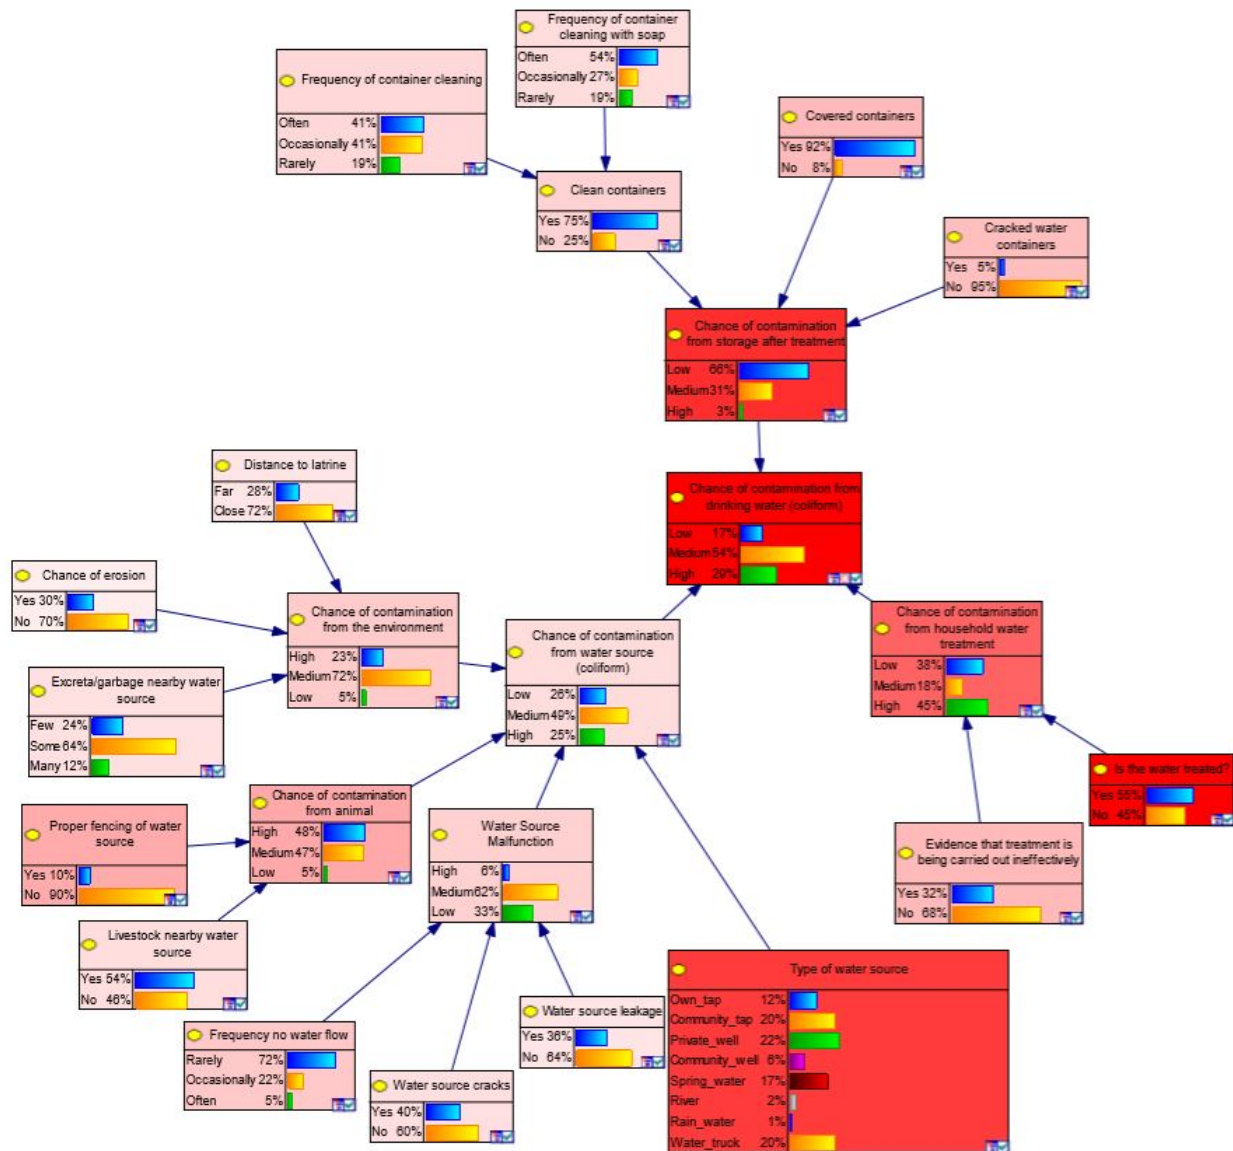 Frequency of container
cleaning with soap
Often 54%
Occasionally 27%
Rarely 19%
Frequency of container cleaning
Often 41%
Occasionally 41%
Rarely 19%
Covered containers
Yes 92%
No 8%
Clean containers
Yes 75%
No 25%
Cracked water
containers
Yes 5%
No 95%
Chance of contamination
from storage after treatment
Low 66%
Medium 31%
High 3%
Distance to latrine
Far 28%
Close 72%
Chance of contamination from
drinking water (coliform)
Low 17%
Medium 54%
High 29%
Chance of erosion
Yes 30%
No 70%
Chance of contamination
from the environment
High 23%
Medium 72%
Low 5%
Chance of contamination
from water source
(coliform)
Low 26%
Medium 49%
High 25%
Chance of contamination
from household water
treatment
Low 38%
Medium 18%
High 45%
Excreta/garbage nearby water
source
Few 24%
Some 64%
Many 12%
Is the water treated?
Yes 55%
No 45%
Chance of contamination
from animal
High 48%
Medium 47%
Low 5%
Proper fencing of water
source
Yes 10%
No 90%
Water Source
Malfunction
High 6%
Medium 62%
Low 33%
Evidence that treatment is
being carried out ineffectively
Yes 32%
No 68%
Livestock nearby water
source
Yes 54%
No 46%
Type of water source
Own_tap 12%
Community_tap 20%
Private_well 22%
Community_well 6%
Spring_water 17%
River 2%
Rain_water 1%
Water_truck 20%
Water source leakage
Yes 36%
No 64%
Frequency no water flow
Rarely 72%
Occasionally 22%
Often 5%
Water source cracks
Yes 40%
No 60%